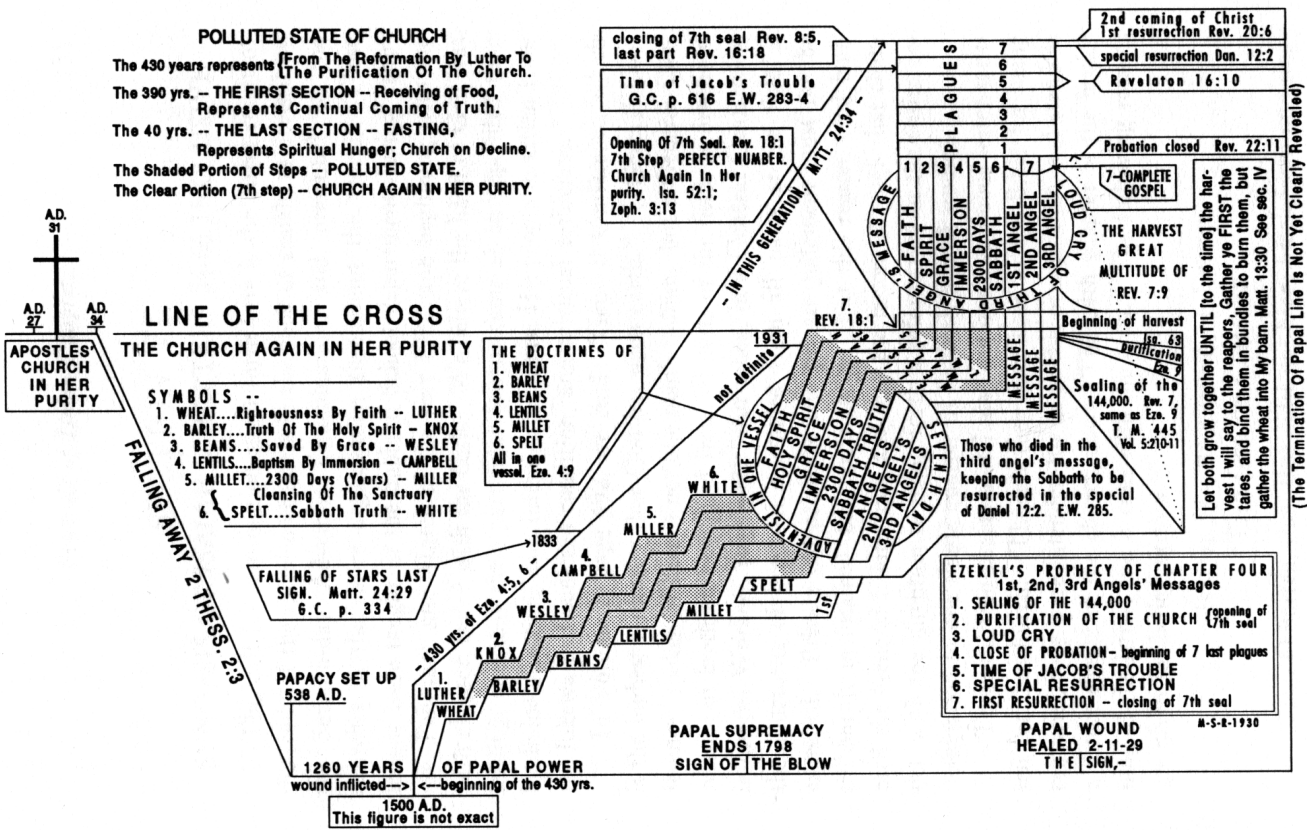 POLLUTED STATE OF CHURCH
The 430 years represents {From The Reformation By Luther To
The Purification Of The Church.
The 390 yrs. -- THE FIRST SECTION -- Receiving of Food,
Represents Continual Coming of Truth.
The 40 yrs. -- THE LAST SECTION -- FASTING,
Represents Spiritual Hunger; Church on Decline.
The Shaded Portion of Steps -- POLLUTED STATE.
The Clear Portion (7th step) -- CHURCH AGAIN IN HER PURITY.
A.D.
31
A.D.
27
A.D.
34
APOSTLES'
CHURCH
IN HER
PURITY
LINE OF THE CROSS
THE CHURCH AGAIN IN HER PURITY
SYMBOLS --
1. WHEAT....Righteousness By Faith -- LUTHER
2. BARLEY....Truth Of The Holy Spirit - KNOX
3. BEANS....Saved By Grace -- WESLEY
4. LENTILS....Baptism By Immersion - CAMPBELL
5. MILLET....2300 Days (Years) -- MILLER
Cleansing Of The Sanctuary
6. { SPELT....Sabbath Truth -- WHITE
FALLING AWAY 2 THESS. 2:3
THE DOCTRINES OF
1. WHEAT
2. BARLEY
3. BEANS
4. LENTILS
5. MILLET
6. SPELT
All in one
vessel. Eze. 4:9
1833
FALLING OF STARS LAST
SIGN. Matt. 24:29
G.C. p. 334
PAPACY SET UP
538 A.D.
1260 YEARS
wound inflicted--->
OF PAPAL POWER
<---beginning of the 430 yrs.
1500 A.D.
This figure is not exact
- 430 yrs. of Eze. 4:5, 6 -
not definite
1931
- IN THIS GENERATION. MATT. 24:34 -
1.
LUTHER
WHEAT
2.
KNOX
BARLEY
3.
WESLEY
BEANS
4.
CAMPBELL
LENTILS
5.
MILLER
MILLET
6.
WHITE
SPELT
1st
7.
REV. 18:1
ADVENTIST IN ONE VESSEL
SEVENTH-DAY
FAITH
HOLY SPIRIT
GRACE
IMMERSION
2300 DAYS
SABBATH TRUTH
ANGEL'S
2ND ANGEL'S
3RD ANGEL'S
MESSAGE
MESSAGE
MESSAGE
closing of 7th seal Rev. 8:5,
last part Rev. 16:18
Time of Jacob's Trouble
G.C. p. 616 E.W. 283-4
Opening Of 7th Seal. Rev. 18:1
7th Step PERFECT NUMBER.
Church Again In Her
purity. Isa. 52:1;
Zeph. 3:13
PLAGUES
7
6
5
4
3
2
1
1 2 3 4 5 6 7
FAITH
SPIRIT
GRACE
IMMERSION
2300 DAYS
SABBATH
1ST ANGEL
2ND ANGEL
3RD ANGEL
LOUD CRY OF THIRD ANGEL'S MESSAGE
2nd coming of Christ
1st resurrection Rev. 20:6
special resurrection Dan. 12:2
Revelaton 16:10
Probation closed Rev. 22:11
7-COMPLETE
GOSPEL
THE HARVEST
GREAT
MULTITUDE OF
REV. 7:9
Beginning of Harvest
Isa. 63
purification
Eze. 9
Sealing of the
144,000. Rev. 7,
same as Eze. 9
T. M. 445
Vol. 5:210-11
Those who died in the
third angel's message,
keeping the Sabbath to be
resurrected in the special
of Daniel 12:2. E.W. 285.
Let both grow together UNTIL [to the time] the har-
vest I will say to the reapers, Gather ye FIRST the
tares, and bind them in bundles to burn them, but
gather the wheat into My barn. Matt. 13:30 See sec. IV
(The Termination Of Papal Line Is Not Yet Clearly Revealed)
EZEKIEL'S PROPHECY OF CHAPTER FOUR
1st, 2nd, 3rd Angels' Messages
1. SEALING OF THE 144,000
2. PURIFICATION OF THE CHURCH {opening of
7th seal
3. LOUD CRY
4. CLOSE OF PROBATION- beginning of 7 last plagues
5. TIME OF JACOB'S TROUBLE
6. SPECIAL RESURRECTION
7. FIRST RESURRECTION - closing of 7th seal
M-S-R-1930
PAPAL SUPREMACY
ENDS 1798
SIGN OF THE BLOW
PAPAL WOUND
HEALED 2-11-29
THE SIGN,-